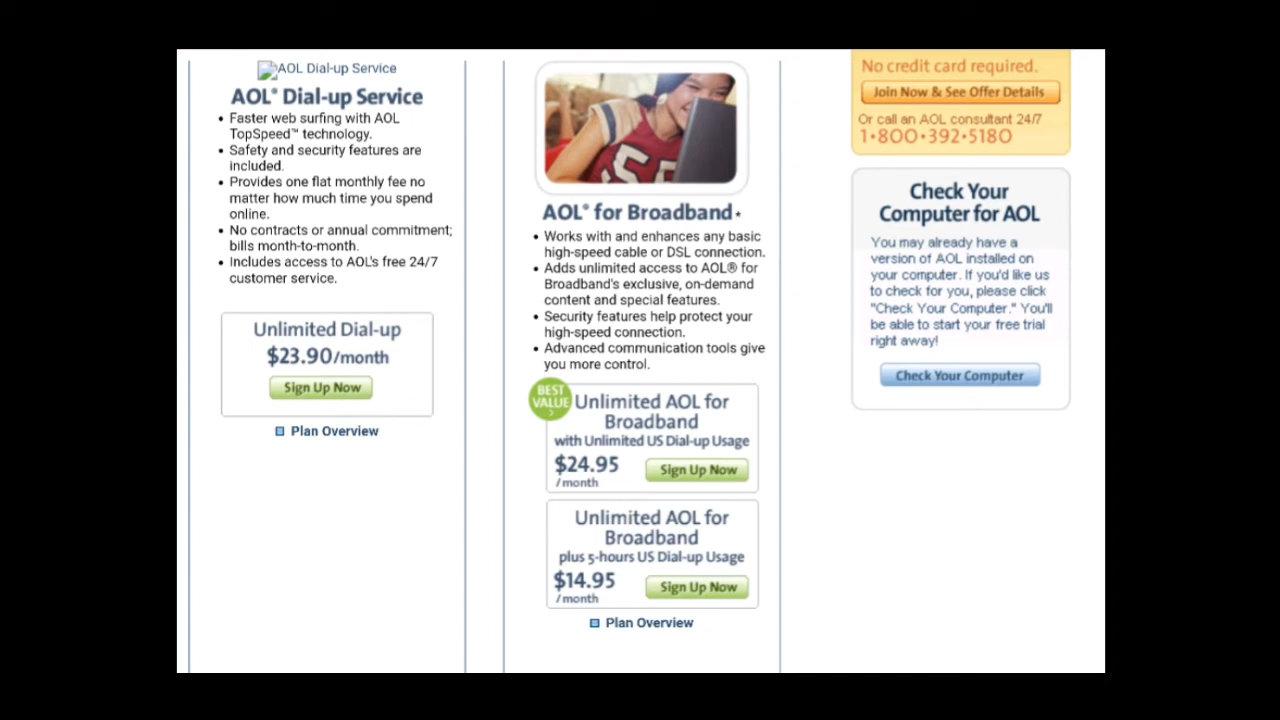 AOL Dial-up Service
AOL® Dial-up Service
• Faster web surfing with AOL
TopSpeed™ technology.
• Safety and security features are
included.
• Provides one flat monthly fee no
matter how much time you spend
online.
• No contracts or annual commitment;
bills month-to-month.
• Includes access to AOL's free 24/7
customer service.
Unlimited Dial-up
$23.90/month
Sign Up Now
Plan Overview
AOL® for Broadband
• Works with and enhances any basic
high-speed cable or DSL connection.
• Adds unlimited access to AOL® for
Broadband's exclusive, on-demand
content and special features.
• Security features help protect your
high-speed connection.
• Advanced communication tools give
you more control.
BEST
VALUE
Unlimited AOL for
Broadband
with Unlimited US Dial-up Usage
$24.95
/month
Sign Up Now
Unlimited AOL for
Broadband
plus 5-hours US Dial-up Usage
$14.95
/month
Sign Up Now
Plan Overview
No credit card required.
Join Now & See Offer Details
Or call an AOL consultant 24/7
1•800•392•5180
Check Your
Computer for AOL
You may already have a
version of AOL installed on
your computer. If you'd like us
to check for you, please click
"Check Your Computer." You'll
be able to start your free trial
right away!
Check Your Computer